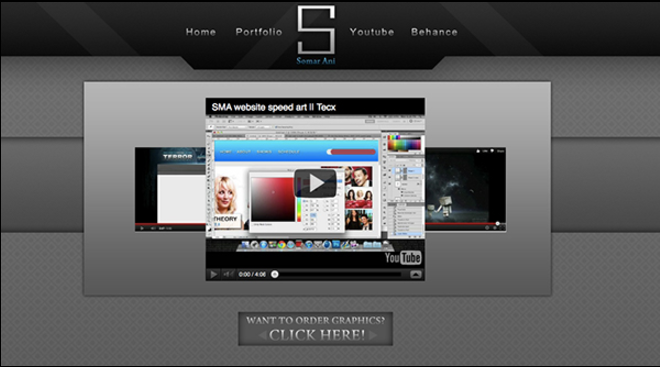 Home Portfolio Youtube Behance
S
Somar Ani
SMA website speed art II Tecx
TERROR
THEORY
YouTube
0:00 / 4:06
WANT TO ORDER GRAPHICS?
CLICK HERE!